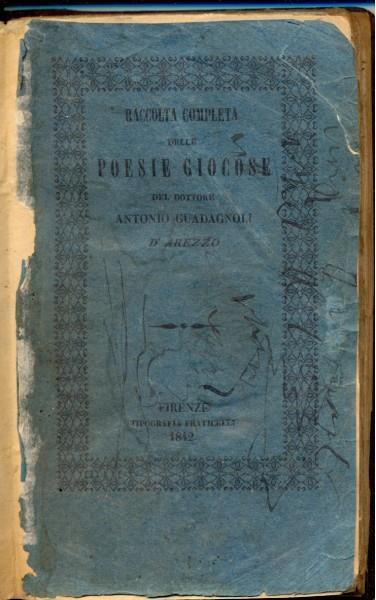 RACCOLTA COMPLETA
DELLE
POESIE GIOCOSE
DEL DOTTORE
ANTONIO GUADAGNOLI
D'AREZZO
FIRENZE
TIPOGRAFIA FRATICELLI
1842